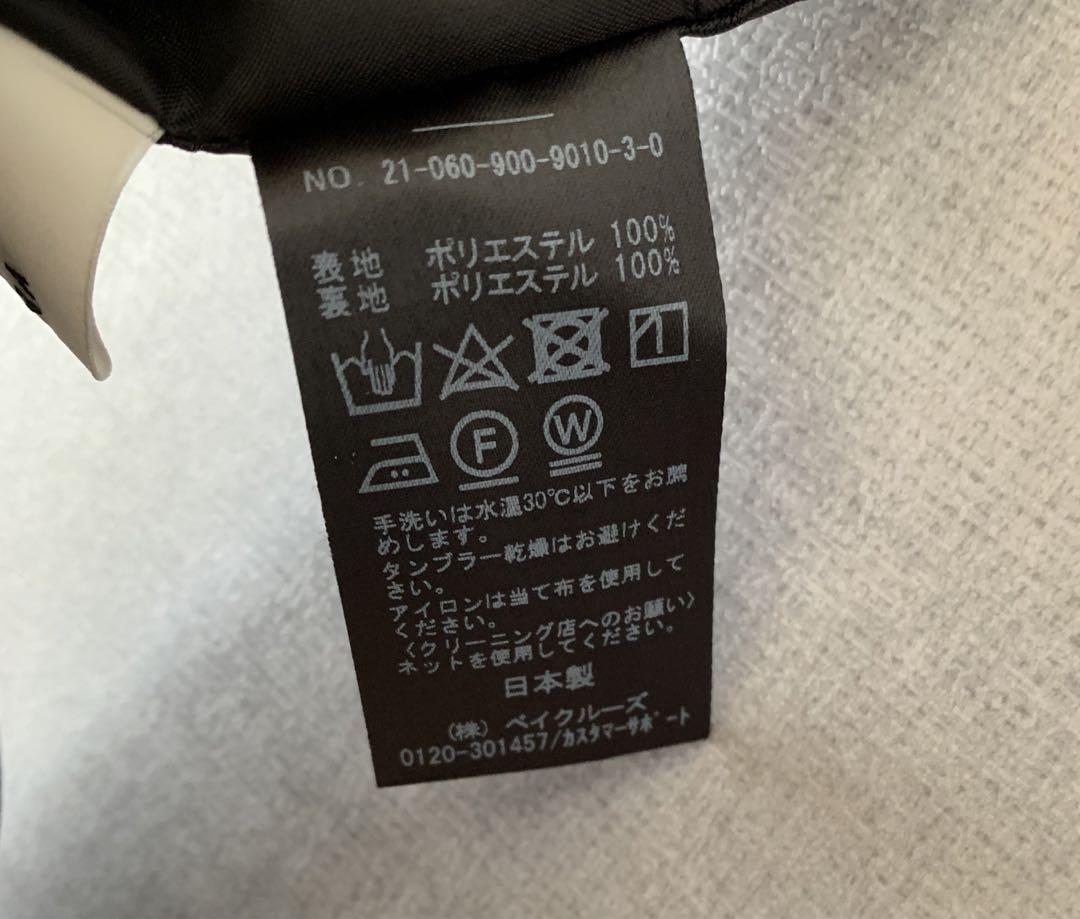 NO. 21-060-900-9010-3-0
表地 ポリエステル 100%
裏地 ポリエステル 100%
F W
手洗いは水温30℃以下をお薦
めします。
タンブラー乾燥はお避けくだ
さい。
アイロンは当て布を使用して
ください。
〈クリーニング店へのお願い〉
ネットを使用してください。
日本製
(株) ベイクルーズ
0120-301457/カスタマーサポート